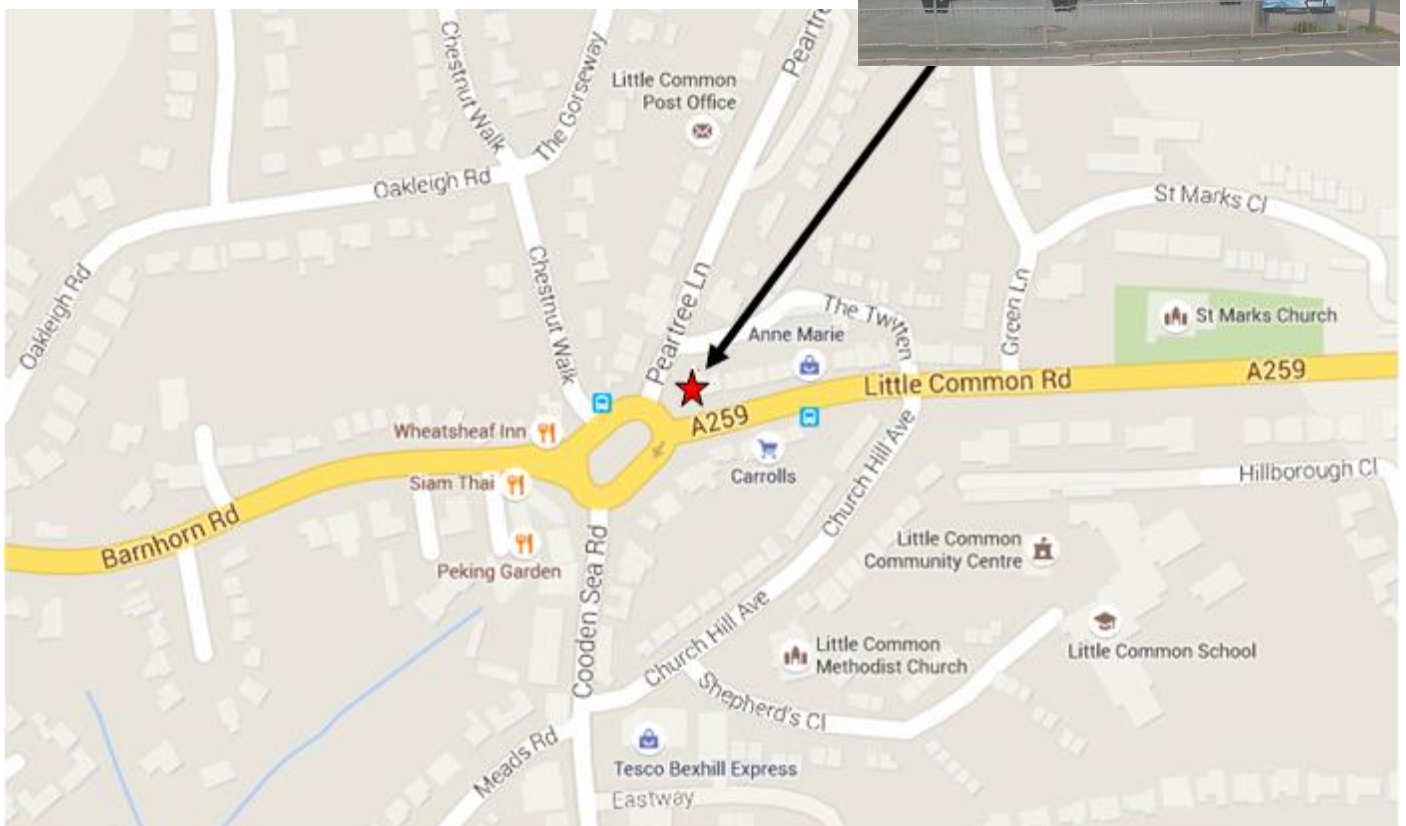 Chestnut Walk
The Gorseway
Little Common
Post Office
Peartre
Oakleigh Rd
St Marks Cl
Oakleigh Rd
Chestnut Walk
Peartree Ln
The Twitten
Green Ln
St Marks Church
Anne Marie
Little Common Rd
A259
A259
Wheatsheaf Inn
Carrolls
Siam Thai
Church Hill Ave
Hillborough Cl
Barnhorn Rd
Peking Garden
Little Common
Community Centre
Cooden Sea Rd
Church Hill Ave
Little Common
Methodist Church
Little Common School
Shepherd's Cl
Meads Rd
Tesco Bexhill Express
Eastway